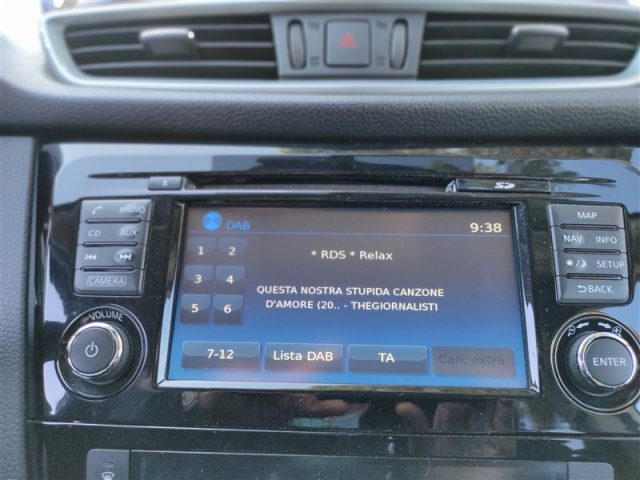 RADIO
CD AUX
CAMERA
VOLUME
DAB 9:38
1 2
* RDS * Relax
3 4
QUESTA NOSTRA STUPIDA CANZONE
D'AMORE (20.. - THEGIORNALISTI
5 6
7-12 Lista DAB TA Can. extra
MAP
NAV INFO
SETUP
BACK
ENTER